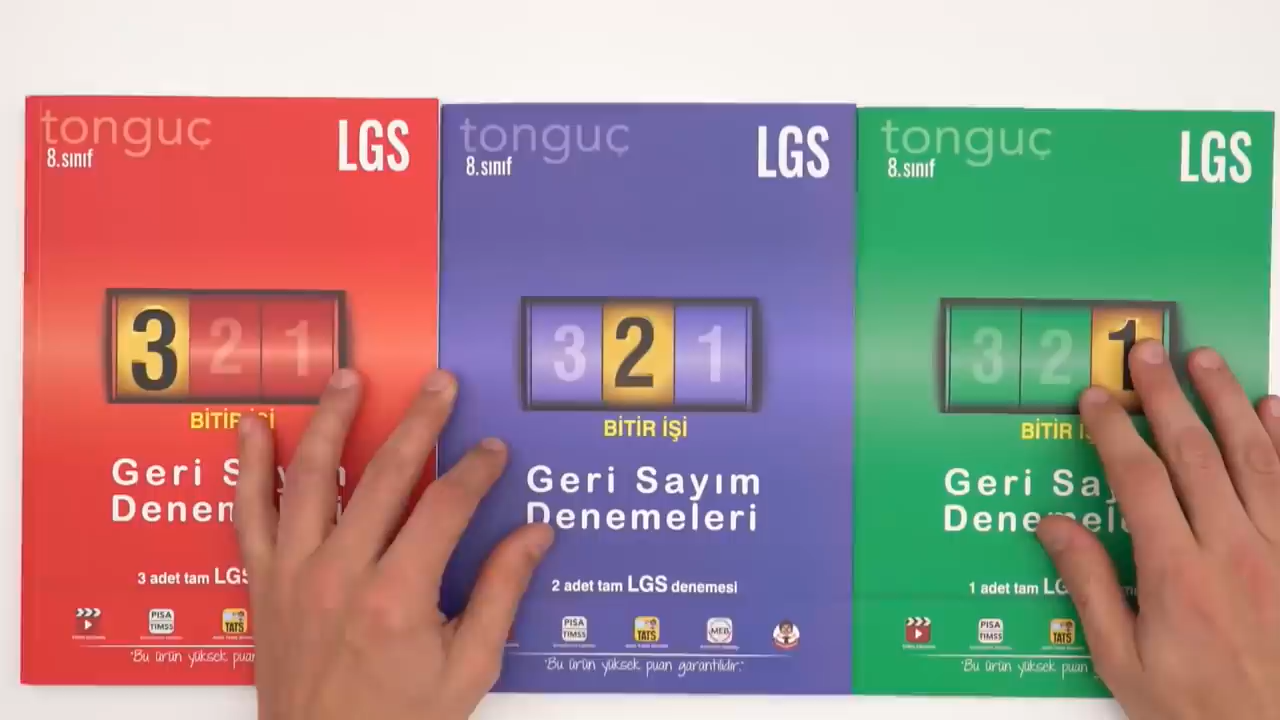 tonguç
8.sınıf
LGS
3 2 1
BİTİR İŞİ
Geri
Denem
3 adet tam LGS
PISA
TIMSS
TATS
"Bu ürün yüksek puan
tonguç
8.sınıf
LGS
3 2 1
BİTİR İŞİ
Geri Sayım
Denemeleri
2 adet tam LGS denemesi
PISA
TIMSS
TATS
MEB
"Bu ürün yüksek puan garantilidir."
tonguç
8.sınıf
LGS
3 2 1
BİTİR
Geri Say
Denemele
1 adet tam
PISA
TIMSS
TATS
"Bu ürün yüksek puan